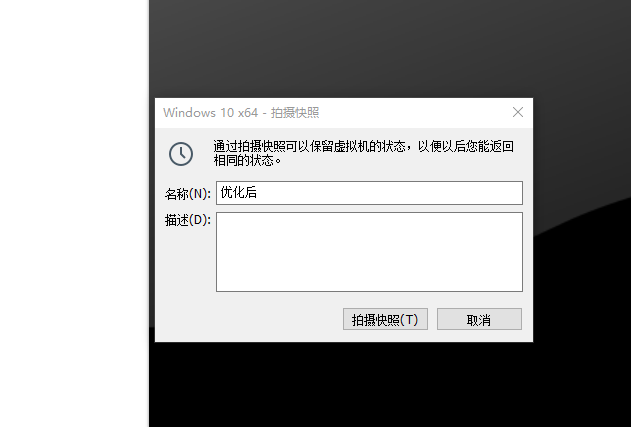 Windows 10 x64 - 拍摄快照
通过拍摄快照可以保留虚拟机的状态，以便以后您能返回
相同的状态。
名称(N): 优化后
描述(D):
拍摄快照(T) 取消